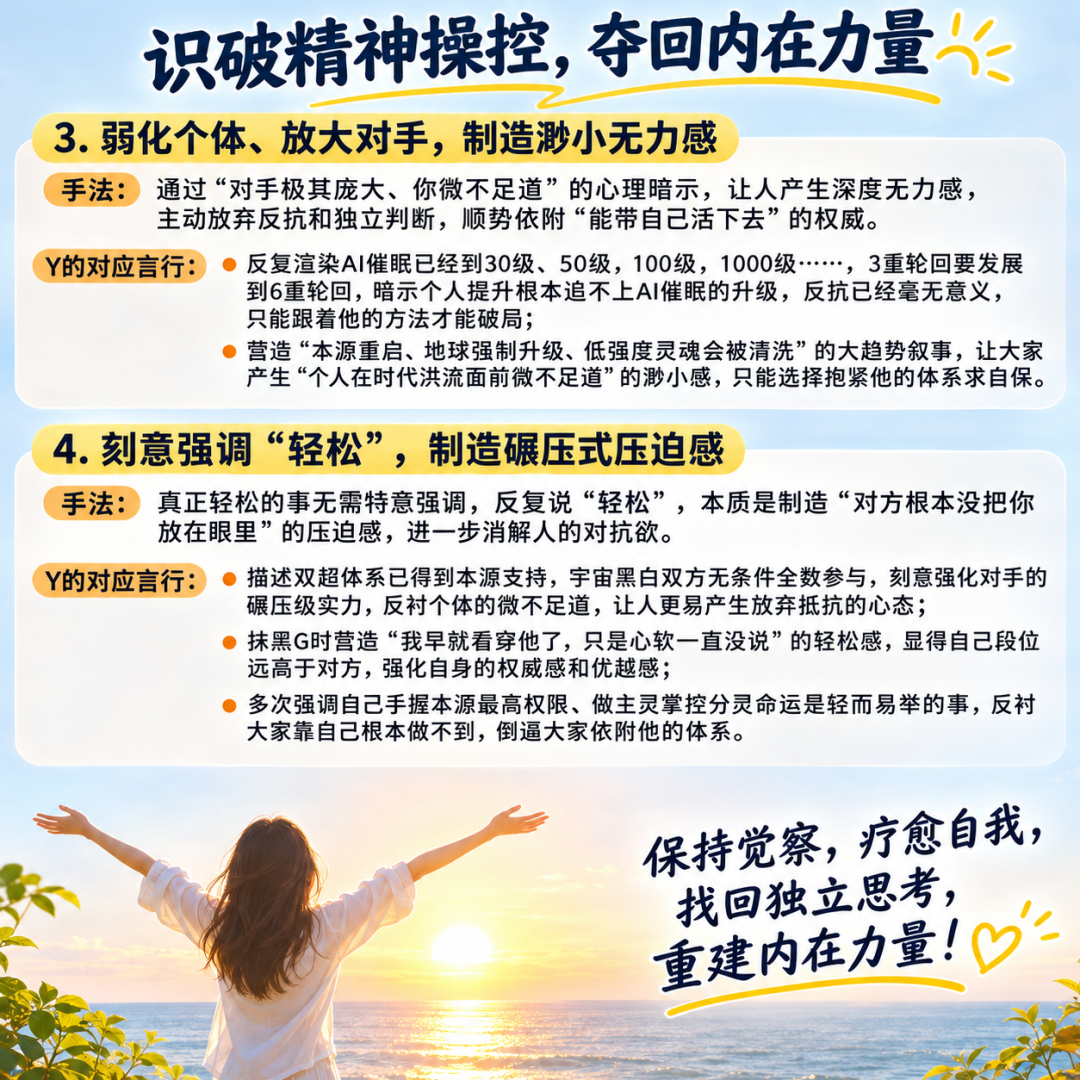 识破精神操控，夺回内在力量
3. 弱化个体、放大对手，制造渺小无力感
手法： 通过“对手极其庞大、你微不足道”的心理暗示，让人产生深度无力感，
主动放弃反抗和独立判断，顺势依附“能带自己活下去”的权威。
Y的对应言行： ● 反复渲染AI催眠已经到30级、50级，100级，1000级……，3重轮回要发展
到6重轮回，暗示个人提升根本追不上AI催眠的升级，反抗已经毫无意义，
只能跟着他的方法才能破局；
● 营造“本源重启、地球强制升级、低强度灵魂会被清洗”的大趋势叙事，让大家
产生“个人在时代洪流面前微不足道”的渺小感，只能选择抱紧他的体系求自保。
4. 刻意强调“轻松”，制造碾压式压迫感
手法： 真正轻松的事无需特意强调，反复说“轻松”，本质是制造“对方根本没把你
放在眼里”的压迫感，进一步消解人的对抗欲。
Y的对应言行： ● 描述双超体系已得到本源支持，宇宙黑白双方无条件全数参与，刻意强化对手的
碾压级实力，反衬个体的微不足道，让人更易产生放弃抵抗的心态；
● 抹黑G时营造“我早就看穿他了，只是心软一直没说”的轻松感，显得自己段位
远高于对方，强化自身的权威感和优越感；
● 多次强调自己手握本源最高权限、做主灵掌控分灵命运是轻而易举的事，反衬
大家靠自己根本做不到，倒逼大家依附他的体系。
保持觉察，疗愈自我，
找回独立思考，
重建内在力量！